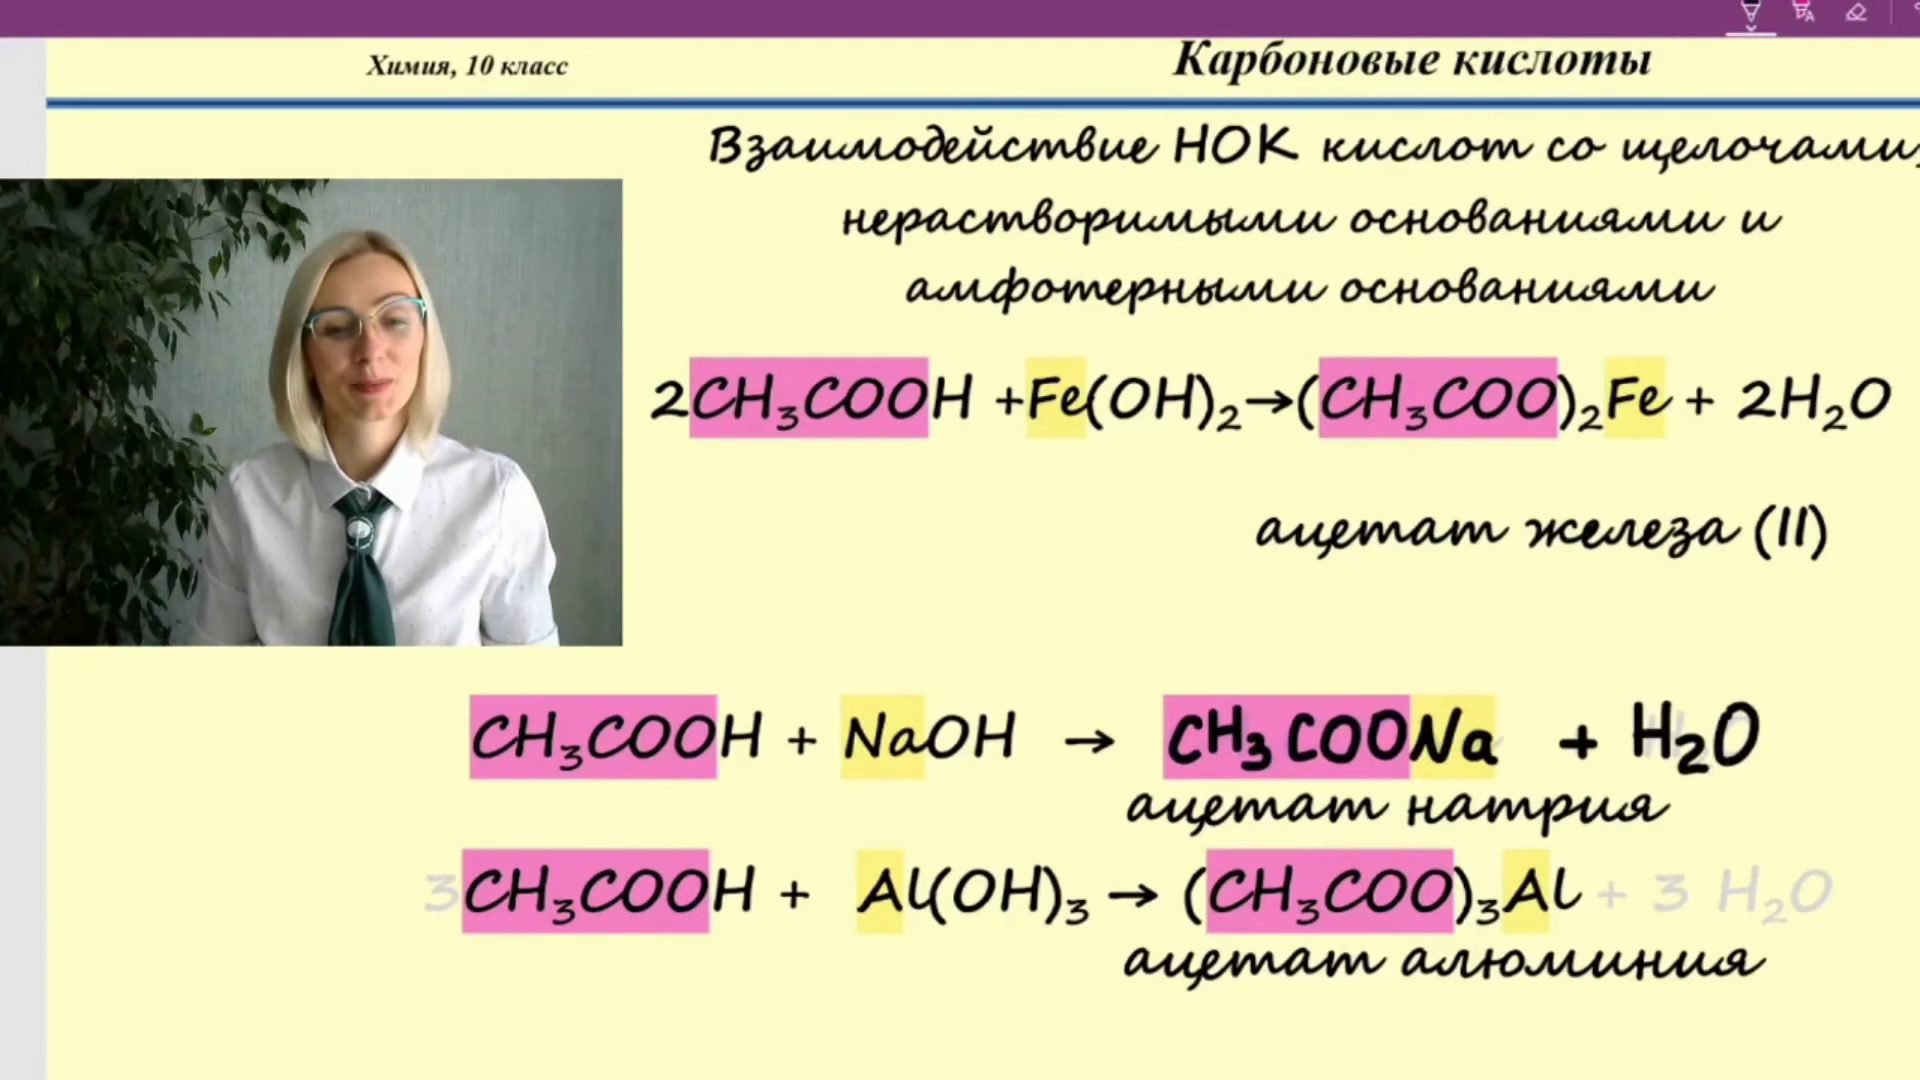 Химия, 10 класс
Карбоновые кислоты
Взаимодействие НОК кислот со щелочами,
нерастворимыми основаниями и
амфотерными основаниями
2CH₃COOH +Fe(OH)₂→(CH₃COO)₂Fe + 2H₂O
ацетат железа (II)
CH₃COOH + NaOH → CH₃COONa + H₂O
ацетат натрия
3CH₃COOH + Al(OH)₃ → (CH₃COO)₃Al + 3 H₂O
ацетат алюминия